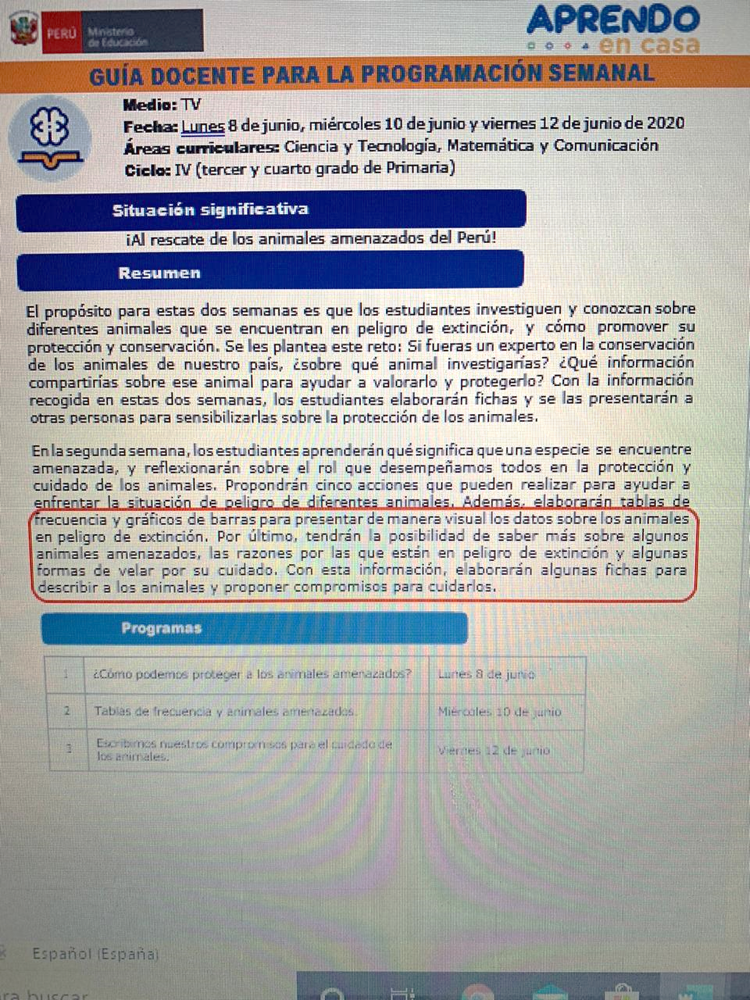 PERÚ
Ministerio
de Educación
APRENDO
en casa
GUÍA DOCENTE PARA LA PROGRAMACIÓN SEMANAL
Medio: TV
Fecha: Lunes 8 de junio, miércoles 10 de junio y viernes 12 de junio de 2020
Áreas curriculares: Ciencia y Tecnología, Matemática y Comunicación
Ciclo: IV (tercer y cuarto grado de Primaria)
Situación significativa
¡Al rescate de los animales amenazados del Perú!
Resumen
El propósito para estas dos semanas es que los estudiantes investiguen y conozcan sobre
diferentes animales que se encuentran en peligro de extinción, y cómo promover su
protección y conservación. Se les plantea este reto: Si fueras un experto en la conservación
de los animales de nuestro país, ¿sobre qué animal investigarías? ¿Qué información
compartirías sobre ese animal para ayudar a valorarlo y protegerlo? Con la información
recogida en estas dos semanas, los estudiantes elaborarán fichas y se las presentarán a
otras personas para sensibilizarlas sobre la protección de los animales.
En la segunda semana, los estudiantes aprenderán qué significa que una especie se encuentre
amenazada, y reflexionarán sobre el rol que desempeñamos todos en la protección y
cuidado de los animales. Propondrán cinco acciones que pueden realizar para ayudar a
enfrentar la situación de peligro de diferentes animales. Además, elaborarán tablas de
frecuencia y gráficos de barras para presentar de manera visual los datos sobre los animales
en peligro de extinción. Por último, tendrán la posibilidad de saber más sobre algunos
animales amenazados, las razones por las que están en peligro de extinción y algunas
formas de velar por su cuidado. Con esta información, elaborarán algunas fichas para
describir a los animales y proponer compromisos para cuidarlos.
Programas
1 ¿Cómo podemos proteger a los animales amenazados? Lunes 8 de junio
2 Tablas de frecuencia y animales amenazados. Miércoles 10 de junio
3 Escribimos nuestros compromisos para el cuidado de
los animales. Viernes 12 de junio
Español (España)
ra buscar